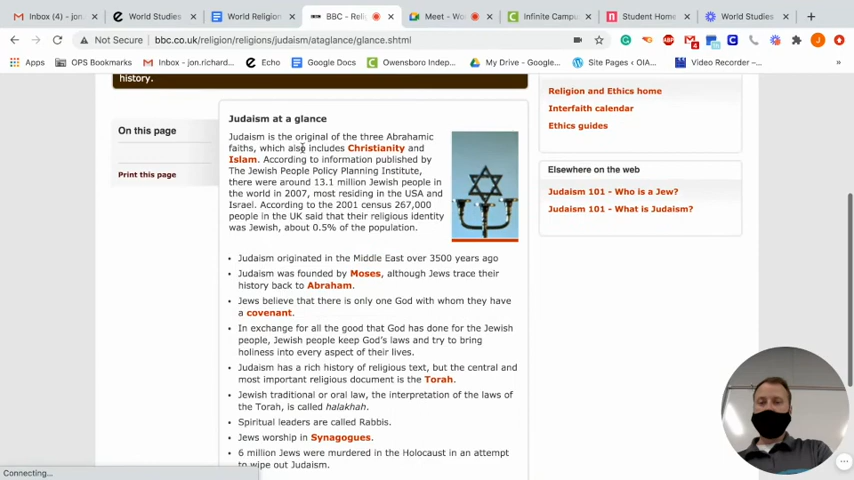 Inbox (4) - jon
World Studies
World Religion
BBC - Reli
Meet - Wo
Infinite Campu
Student Home
World Studies
Not Secure
bbc.co.uk/religion/religions/judaism/ataglance/glance.shtml
Apps
OPS Bookmarks
Inbox - jon.richard...
Echo
Google Docs
Owensboro Indep...
My Drive - Google...
Site Pages - OIA...
Video Recorder –...
history.
On this page
Print this page
Judaism at a glance
Judaism is the original of the three Abrahamic
faiths, which also includes Christianity and
Islam. According to information published by
The Jewish People Policy Planning Institute,
there were around 13.1 million Jewish people in
the world in 2007, most residing in the USA and
Israel. According to the 2001 census 267,000
people in the UK said that their religious identity
was Jewish, about 0.5% of the population.
• Judaism originated in the Middle East over 3500 years ago
• Judaism was founded by Moses, although Jews trace their
history back to Abraham.
• Jews believe that there is only one God with whom they have
a covenant.
• In exchange for all the good that God has done for the Jewish
people, Jewish people keep God's laws and try to bring
holiness into every aspect of their lives.
• Judaism has a rich history of religious text, but the central and
most important religious document is the Torah.
• Jewish traditional or oral law, the interpretation of the laws of
the Torah, is called halakhah.
• Spiritual leaders are called Rabbis.
• Jews worship in Synagogues.
• 6 million Jews were murdered in the Holocaust in an attempt
to wipe out Judaism.
Religion and Ethics home
Interfaith calendar
Ethics guides
Elsewhere on the web
Judaism 101 - Who is a Jew?
Judaism 101 - What is Judaism?
Connecting...